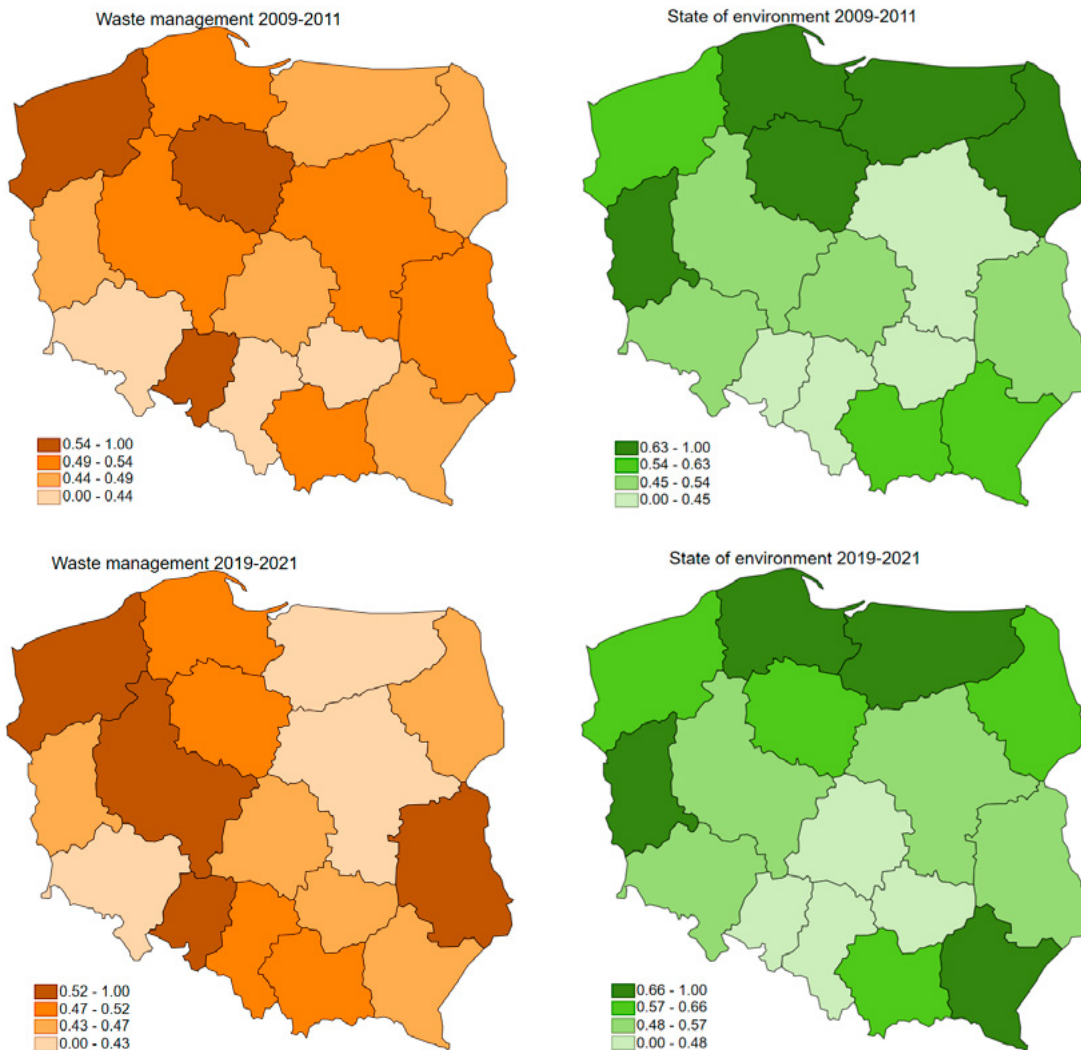 Waste management 2009-2011
State of environment 2009-2011
0.54 - 1.00
0.49 - 0.54
0.44 - 0.49
0.00 - 0.44
0.63 - 1.00
0.54 - 0.63
0.45 - 0.54
0.00 - 0.45
Waste management 2019-2021
State of environment 2019-2021
0.52 - 1.00
0.47 - 0.52
0.43 - 0.47
0.00 - 0.43
0.66 - 1.00
0.57 - 0.66
0.48 - 0.57
0.00 - 0.48